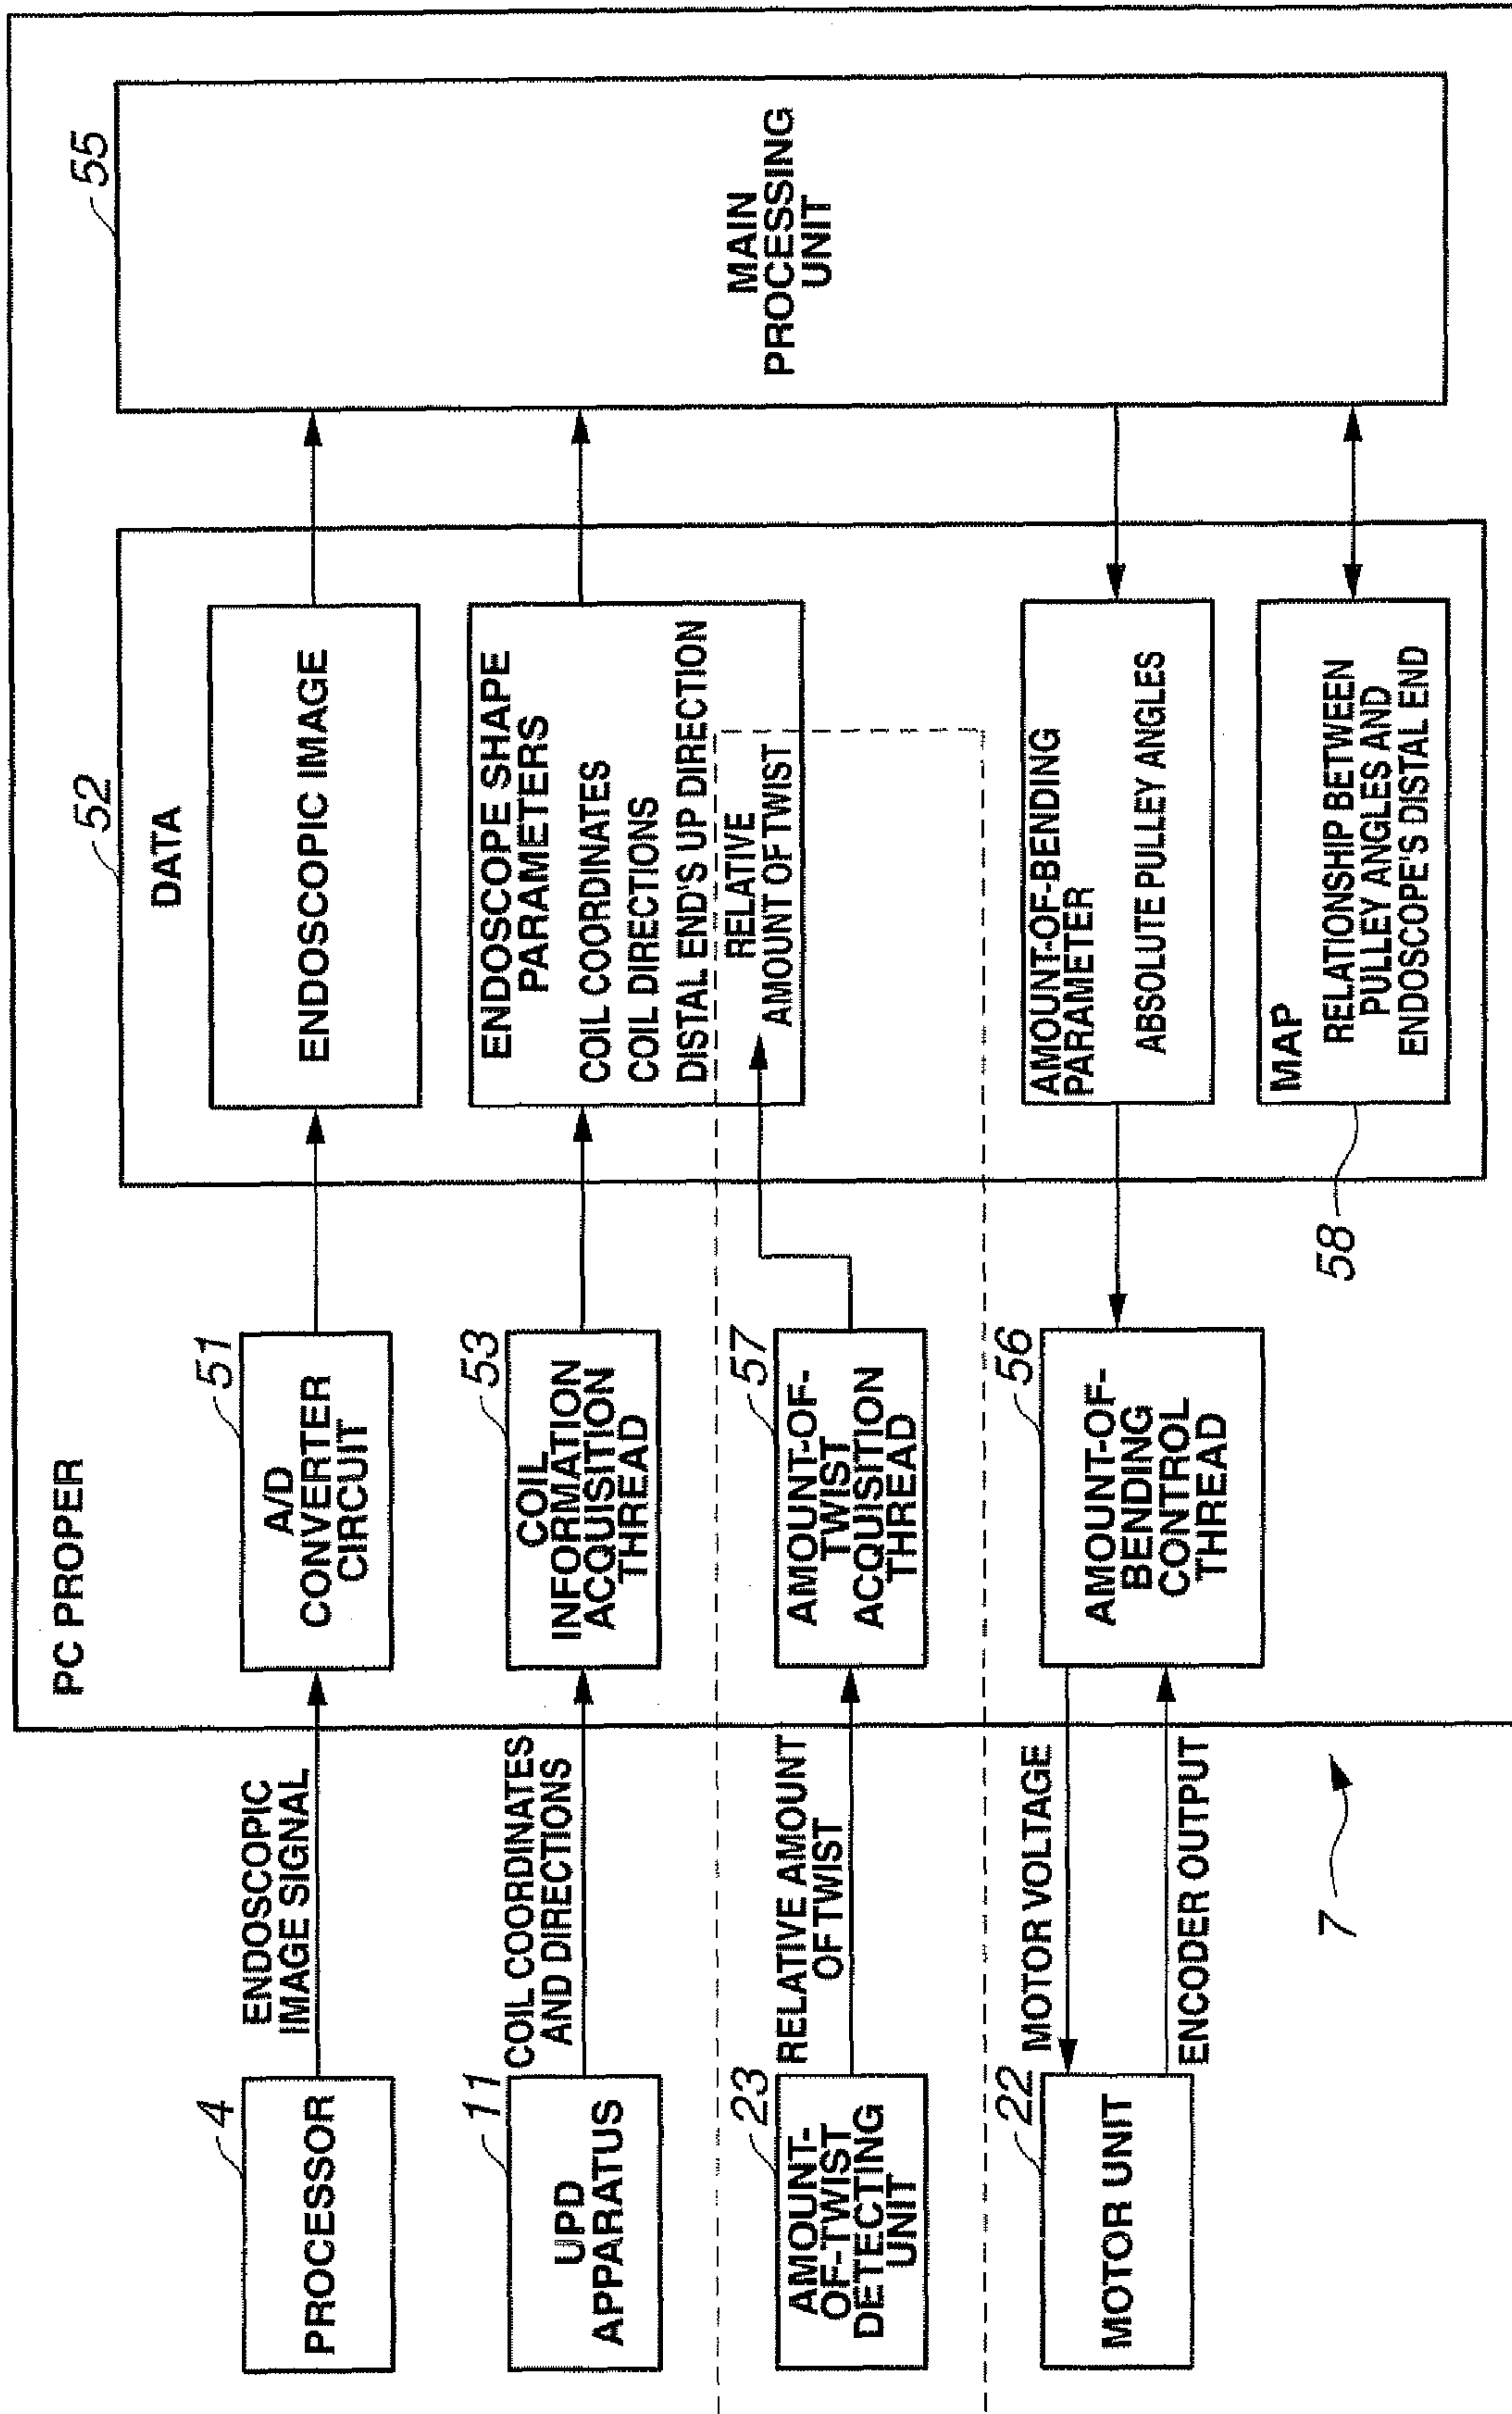 PC PROPER
4
PROCESSOR
ENDOSCOPIC
IMAGE SIGNAL
51
A/D
CONVERTER
CIRCUIT
52
DATA
ENDOSCOPIC IMAGE
55
MAIN
PROCESSING
UNIT
11
UPD
APPARATUS
COIL COORDINATES
AND DIRECTIONS
53
COIL
INFORMATION
ACQUISITION
THREAD
ENDOSCOPE SHAPE
PARAMETERS
COIL COORDINATES
COIL DIRECTIONS
DISTAL END'S UP DIRECTION
RELATIVE
AMOUNT OF TWIST
23
AMOUNT-
OF-TWIST
DETECTING
UNIT
RELATIVE AMOUNT
OF TWIST
57
AMOUNT-OF-
TWIST
ACQUISITION
THREAD
22
MOTOR UNIT
MOTOR VOLTAGE
ENCODER OUTPUT
56
AMOUNT-OF-
BENDING
CONTROL
THREAD
AMOUNT-OF-BENDING
PARAMETER
ABSOLUTE PULLEY ANGLES
58
MAP
RELATIONSHIP BETWEEN
PULLEY ANGLES AND
ENDOSCOPE'S DISTAL END
7